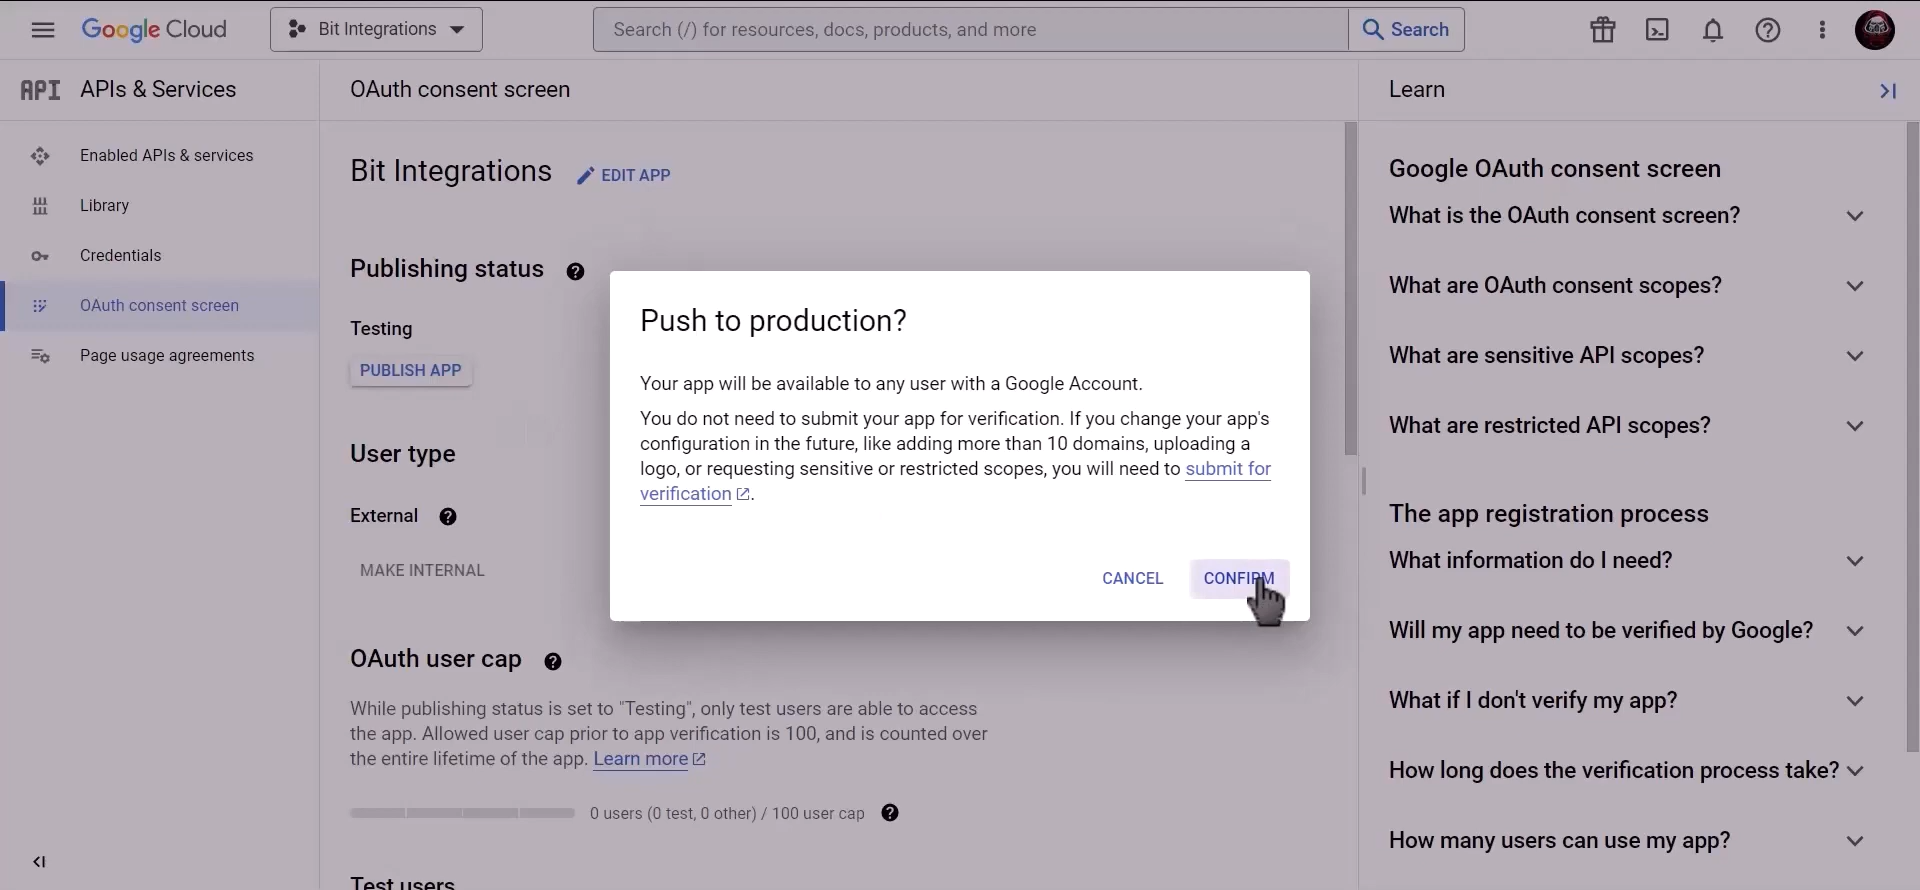 Google Cloud
Bit Integrations
Search (/) for resources, docs, products, and more
Search
API
APIs & Services
Enabled APIs & services
Library
Credentials
OAuth consent screen
Page usage agreements
OAuth consent screen
Bit Integrations
EDIT APP
Publishing status
Testing
PUBLISH APP
User type
External
MAKE INTERNAL
OAuth user cap
While publishing status is set to "Testing", only test users are able to access
the app. Allowed user cap prior to app verification is 100, and is counted over
the entire lifetime of the app. Learn more
0 users (0 test, 0 other) / 100 user cap
Test users
Push to production?
Your app will be available to any user with a Google Account.
You do not need to submit your app for verification. If you change your app's
configuration in the future, like adding more than 10 domains, uploading a
logo, or requesting sensitive or restricted scopes, you will need to submit for
verification.
CANCEL
CONFIRM
Learn
Google OAuth consent screen
What is the OAuth consent screen?
What are OAuth consent scopes?
What are sensitive API scopes?
What are restricted API scopes?
The app registration process
What information do I need?
Will my app need to be verified by Google?
What if I don't verify my app?
How long does the verification process take?
How many users can use my app?